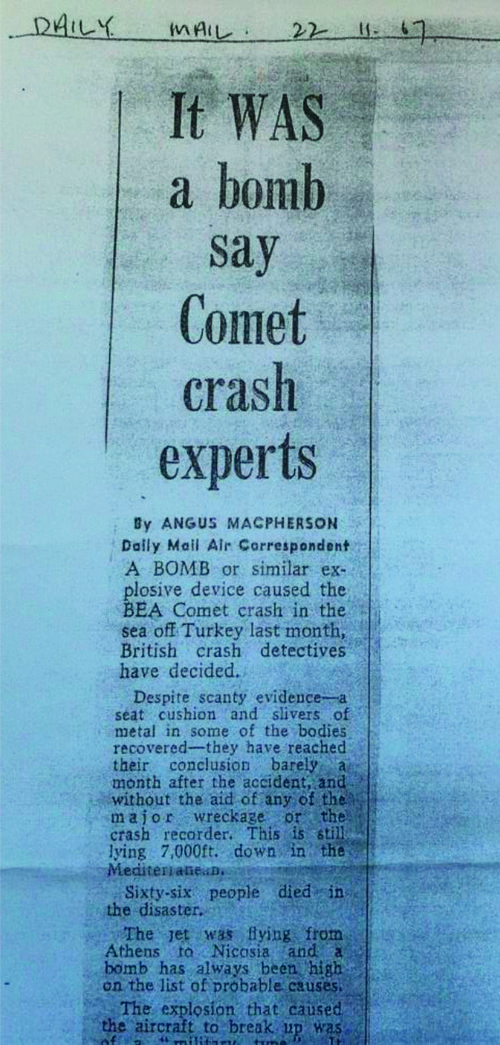 DAILY MAIL. 22 11. 67.
It WAS
a bomb
say
Comet
crash
experts
By ANGUS MACPHERSON
Daily Mail Air Correspondent
A BOMB or similar ex-
plosive device caused the
BEA Comet crash in the
sea off Turkey last month,
British crash detectives
have decided.
Despite scanty evidence—a
seat cushion and slivers of
metal in some of the bodies
recovered—they have reached
their conclusion barely a
month after the accident, and
without the aid of any of the
major wreckage or the
crash recorder. This is still
lying 7,000ft. down in the
Mediterranean.
Sixty-six people died in
the disaster.
The jet was flying from
Athens to Nicosia and a
bomb has always been high
on the list of probable causes.
The explosion that caused
the aircraft to break up was
of a "military type". It